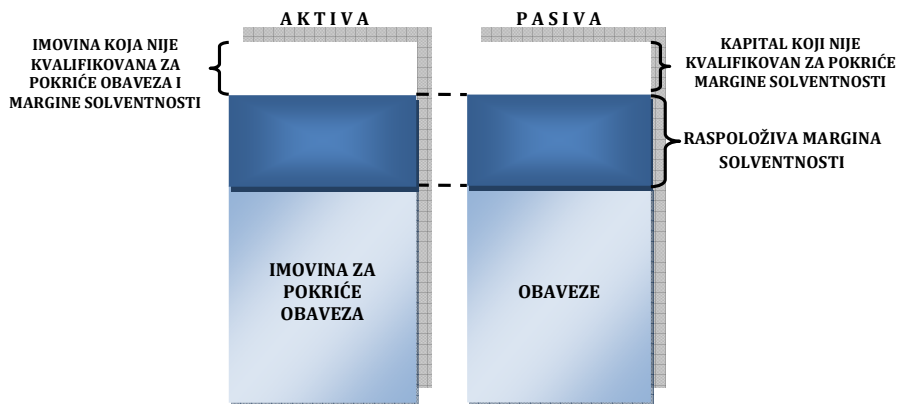 A K T I V A
P A S I V A
IMOVINA KOJA NIJE
KVALIFIKOVANA ZA
POKRIĆE OBAVEZA I
MARGINE SOLVENTNOSTI
KAPITAL KOJI NIJE
KVALIFIKOVAN ZA POKRIĆE
MARGINE SOLVENTNOSTI
RASPOLOŽIVA MARGINA
SOLVENTNOSTI
IMOVINA ZA
POKRIĆE
OBAVEZA
OBAVEZE